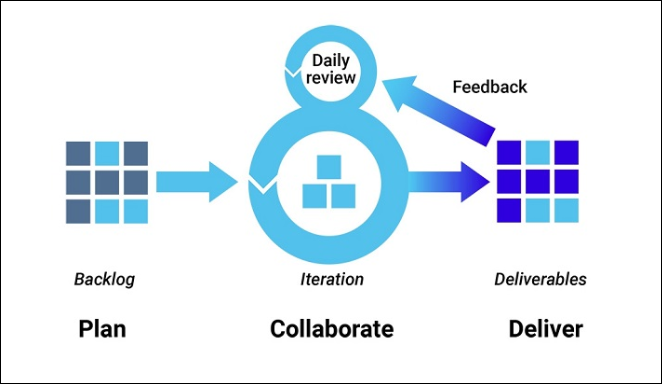 Daily
review
Feedback
Backlog
Iteration
Deliverables
Plan
Collaborate
Deliver